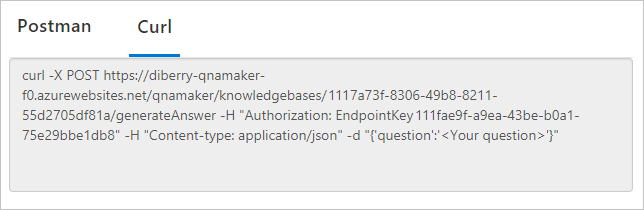 Postman Curl
curl -X POST https://diberry-qnamaker-
f0.azurewebsites.net/qnamaker/knowledgebases/1117a73f-8306-49b8-8211-
55d2705df81a/generateAnswer -H "Authorization: EndpointKey 111fae9f-a9ea-43be-b0a1-
75e29bbe1db8" -H "Content-type: application/json" -d "{'question':'<Your question>'}"